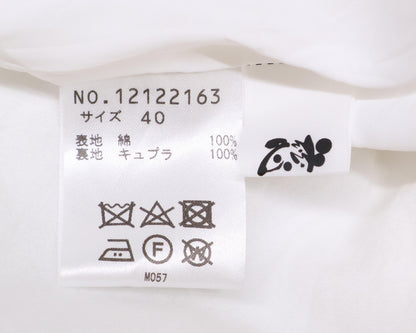 NO.12122163
サイズ 40
表地 綿 100%
裏地 キュプラ 100%
F W
M057